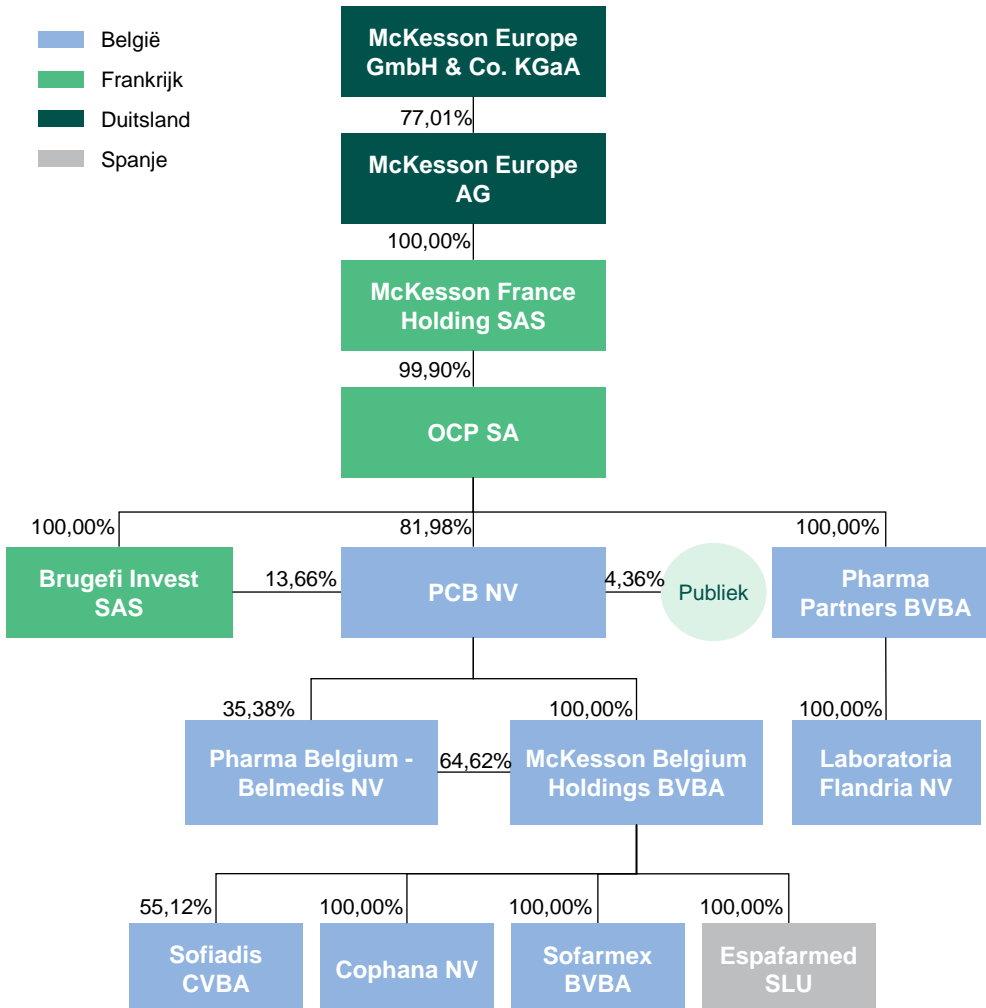 België
Frankrijk
Duitsland
Spanje
McKesson Europe
GmbH & Co. KGaA
77,01%
McKesson Europe
AG
100,00%
McKesson France
Holding SAS
99,90%
OCP SA
100,00%
81,98%
100,00%
Brugefi Invest
SAS
13,66%
PCB NV
4,36%
Publiek
Pharma
Partners BVBA
35,38%
100,00%
100,00%
Pharma Belgium -
Belmedis NV
64,62%
McKesson Belgium
Holdings BVBA
Laboratoria
Flandria NV
55,12%
100,00%
100,00%
100,00%
Sofiadis
CVBA
Cophana NV
Sofarmex
BVBA
Espafarmed
SLU